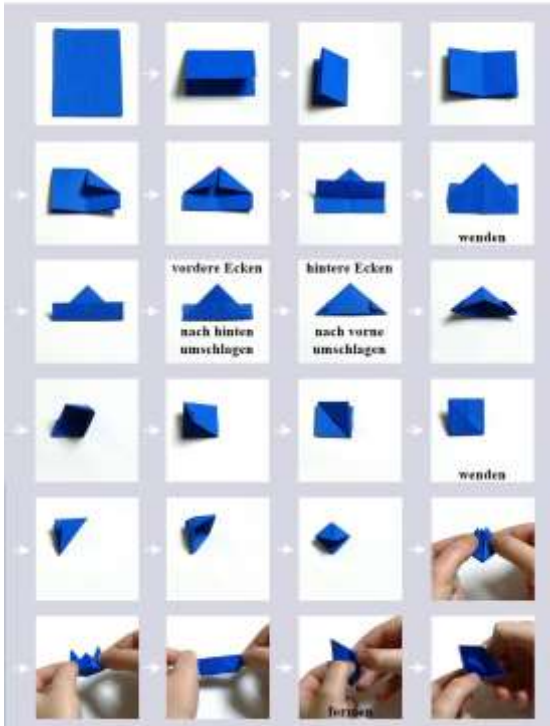 wenden
vordere Ecken
nach hinten
umschlagen
hintere Ecken
nach vorne
umschlagen
wenden
formen